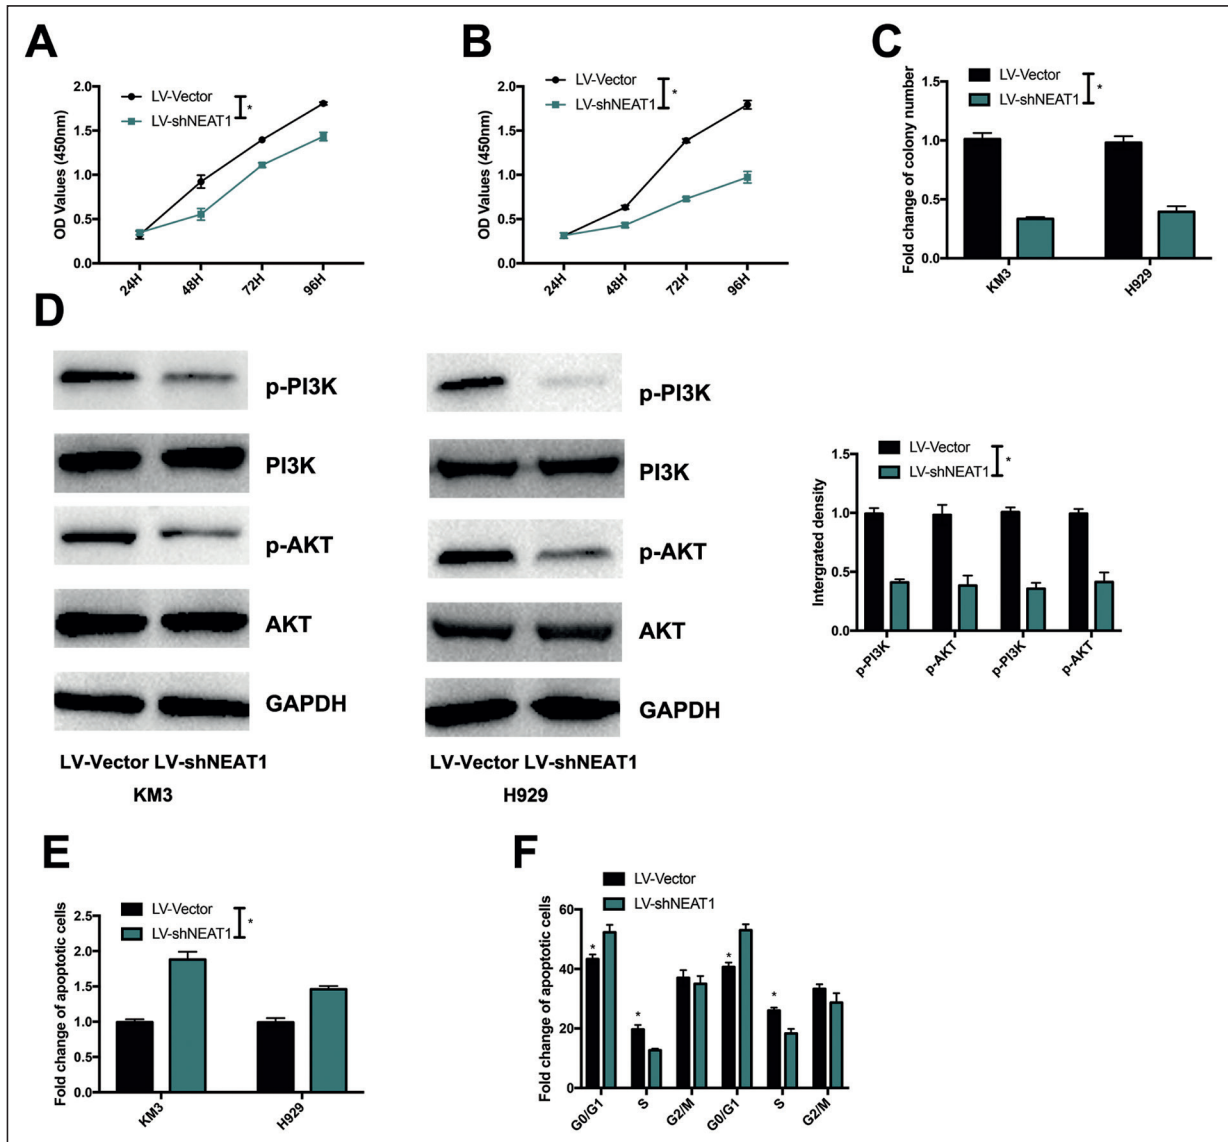 A
LV-Vector
LV-shNEAT1
*
OD Values (450nm)
2.0
1.5
1.0
0.5
0.0
24H
48H
72H
96H
B
LV-Vector
LV-shNEAT1
*
OD Values (450nm)
2.0
1.5
1.0
0.5
0.0
24H
48H
72H
96H
C
LV-Vector
LV-shNEAT1
*
Fold change of colony number
1.5
1.0
0.5
0.0
KM3
H929
D
p-PI3K
PI3K
p-AKT
AKT
GAPDH
LV-Vector LV-shNEAT1
KM3
p-PI3K
PI3K
p-AKT
AKT
GAPDH
LV-Vector LV-shNEAT1
H929
LV-Vector
LV-shNEAT1
*
Intergrated density
1.5
1.0
0.5
0.0
p-PI3K
p-AKT
p-PI3K
p-AKT
E
LV-Vector
LV-shNEAT1
*
Fold change of apoptotic cells
2.5
2.0
1.5
1.0
0.5
0.0
KM3
H929
F
LV-Vector
LV-shNEAT1
Fold change of apoptotic cells
60
40
20
0
*
*
*
*
G0/G1
S
G2/M
G0/G1
S
G2/M